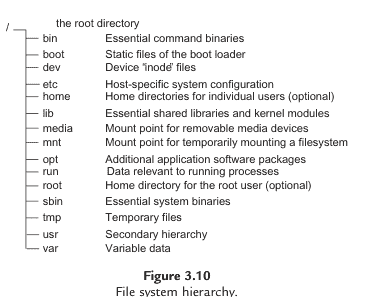 / the root directory
bin Essential command binaries
boot Static files of the boot loader
dev Device 'inode' files
etc Host-specific system configuration
home Home directories for individual users (optional)
lib Essential shared libraries and kernel modules
media Mount point for removable media devices
mnt Mount point for temporarily mounting a filesystem
opt Additional application software packages
run Data relevant to running processes
root Home directory for the root user (optional)
sbin Essential system binaries
tmp Temporary files
usr Secondary hierarchy
var Variable data
Figure 3.10
File system hierarchy.